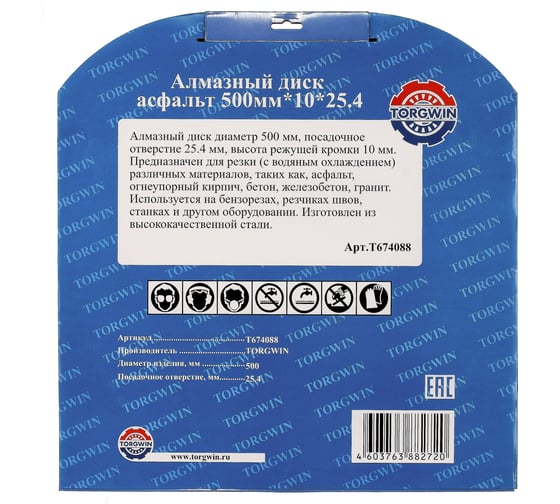 TORGWIN
Алмазный диск
асфальт 500мм*10*25.4
TORGWIN
Алмазный диск диаметр 500 мм, посадочное
отверстие 25.4 мм, высота режущей кромки 10 мм.
Предназначен для резки (с водяным охлаждением)
различных материалов, таких как, асфальт,
огнеупорный кирпич, бетон, железобетон, гранит.
Используется на бензорезах, резчиках швов,
станках и другом оборудовании. Изготовлен из
высококачественной стали.
Арт.Т674088
Артикул ........................................ Т674088
Производитель ........................ TORGWIN
Диаметр изделия, мм ............... 500
Посадочное отверстие, мм......... 25.4
EAC
TORGWIN
www.torgwin.ru
4 603763 882720